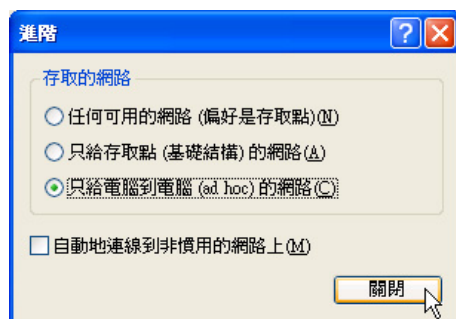 進階
存取的網路
任何可用的網路 (偏好是存取點)(N)
只給存取點 (基礎結構) 的網路(A)
只給電腦到電腦 (ad hoc) 的網路(C)
自動地連線到非慣用的網路上(M)
關閉